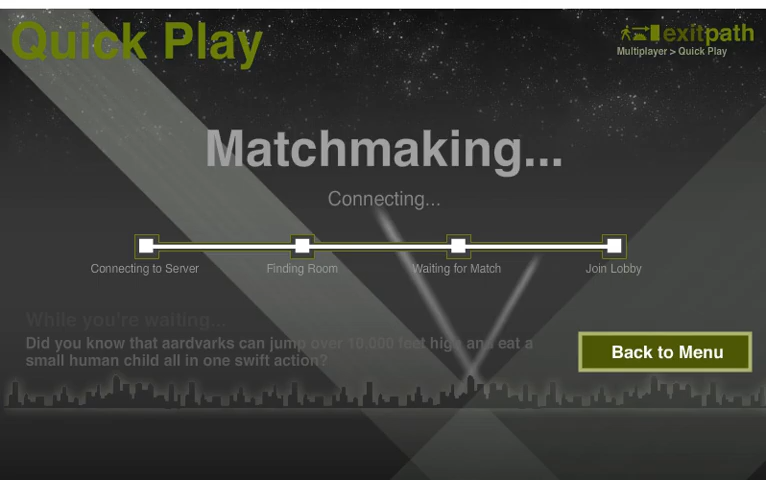 Quick Play
exitpath
Multiplayer > Quick Play
Matchmaking...
Connecting...
Connecting to Server
Finding Room
Waiting for Match
Join Lobby
While you're waiting...
Did you know that aardvarks can jump over 10,000 feet high and eat a
small human child all in one swift action?
Back to Menu